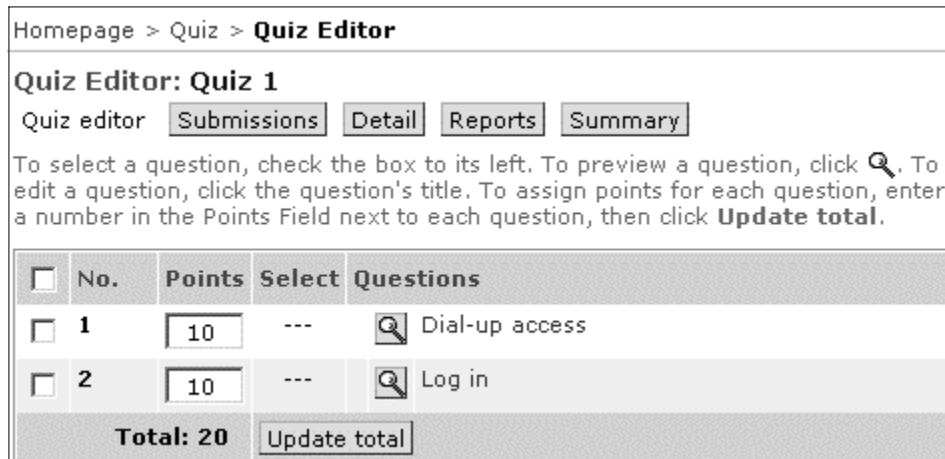 Homepage > Quiz > Quiz Editor
Quiz Editor: Quiz 1
Quiz editor Submissions Detail Reports Summary
To select a question, check the box to its left. To preview a question, click . To
edit a question, click the question's title. To assign points for each question, enter
a number in the Points Field next to each question, then click Update total.
No. Points Select Questions
1 10 --- Dial-up access
2 10 --- Log in
Total: 20 Update total